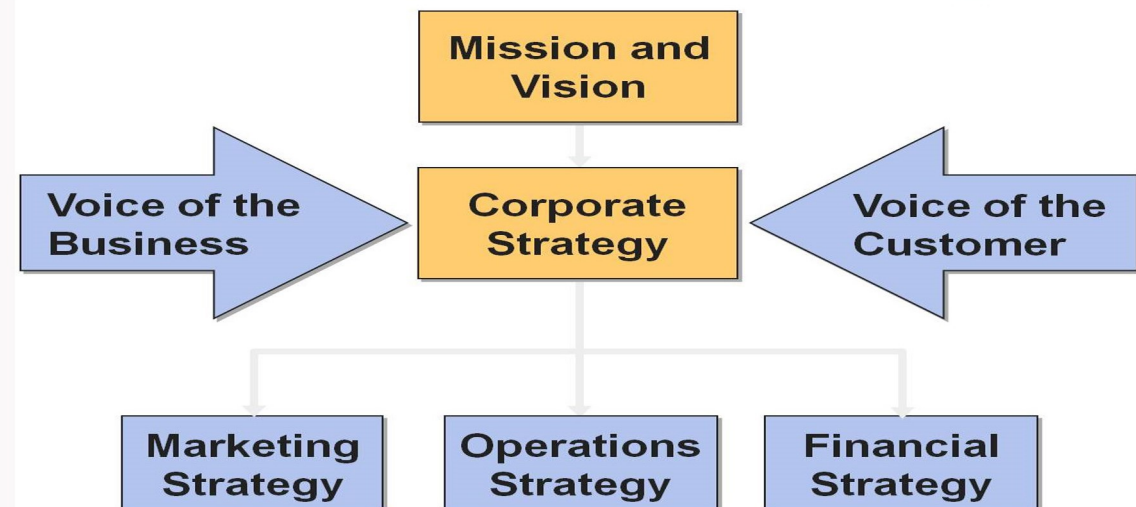 Mission and
Vision
Voice of the
Business
Corporate
Strategy
Voice of the
Customer
Marketing
Strategy
Operations
Strategy
Financial
Strategy